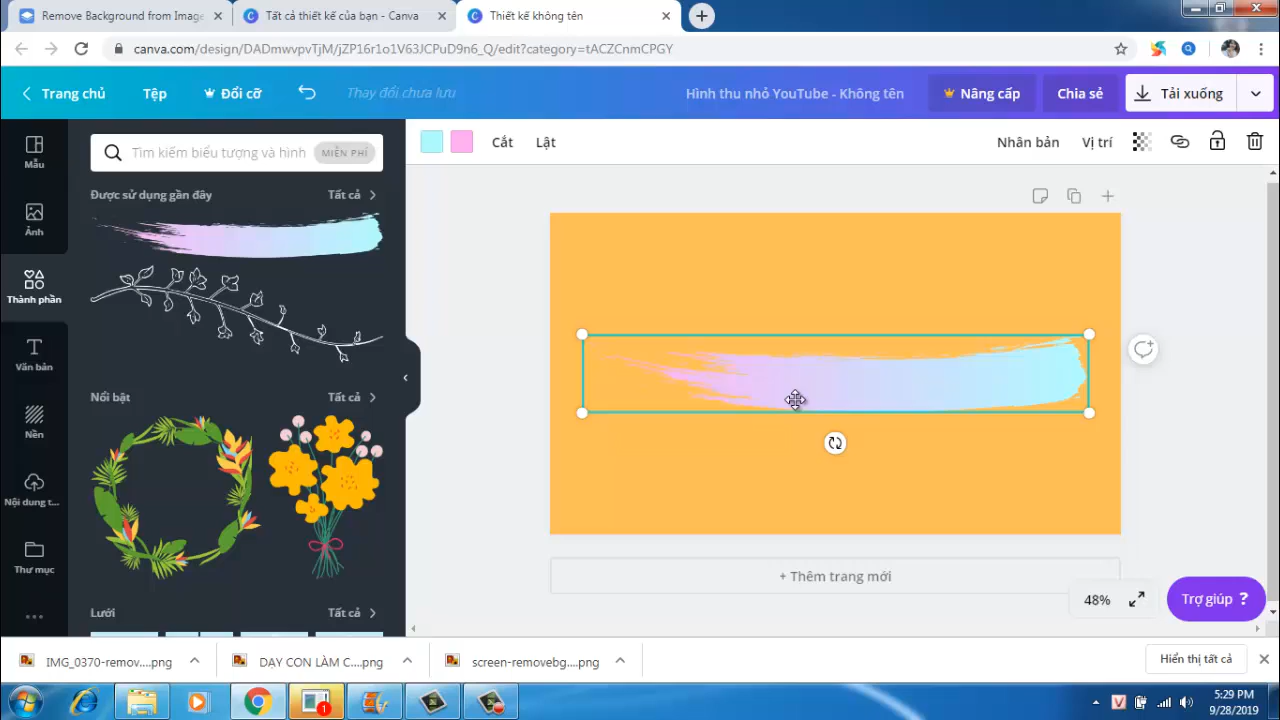 Remove Background from Image
Tất cả thiết kế của bạn - Canva
Thiết kế không tên
canva.com/design/DADmwvpvTjM/jZP16r1o1V63JCPuD9n6_Q/edit?category=tACZCnmCPGY
Trang chủ
Tệp
Đổi cỡ
Thay đổi chưa lưu
Hình thu nhỏ YouTube - Không tên
Nâng cấp
Chia sẻ
Tải xuống
Mẫu
Ảnh
Thành phần
Văn bản
Nền
Nội dung t...
Thư mục
Tìm kiếm biểu tượng và hình
MIỄN PHÍ
Được sử dụng gần đây
Tất cả
Nổi bật
Tất cả
Lưới
Tất cả
Cắt
Lật
Nhân bản
Vị trí
+ Thêm trang mới
48%
Trợ giúp ?
IMG_0370-remov....png
DẠY CON LÀM C....png
screen-removebg....png
Hiển thị tất cả
1
V
5:29 PM
9/28/2019